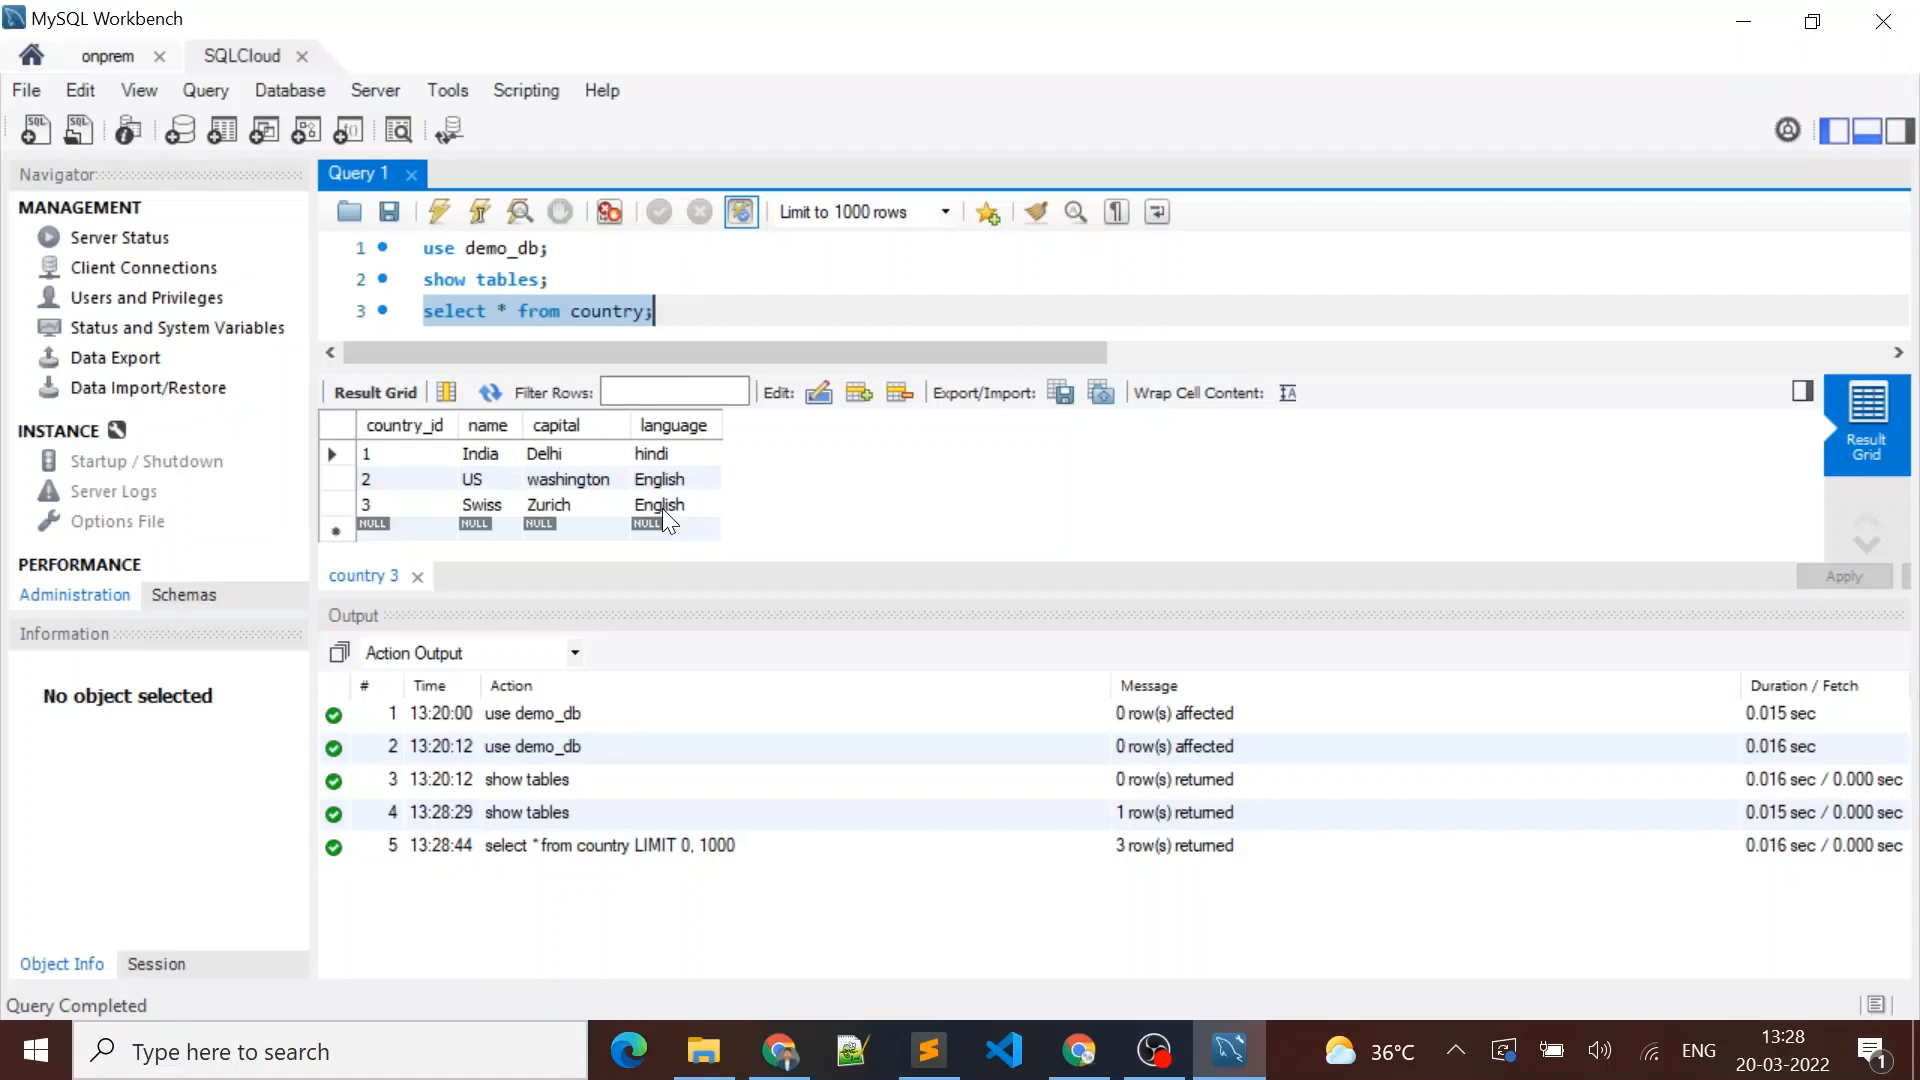 MySQL Workbench
onprem
SQLCloud
File Edit View Query Database Server Tools Scripting Help
SQL SQL
Navigator
MANAGEMENT
Server Status
Client Connections
Users and Privileges
Status and System Variables
Data Export
Data Import/Restore
INSTANCE
Startup / Shutdown
Server Logs
Options File
PERFORMANCE
Administration Schemas
Information
No object selected
Object Info Session
Query Completed
Query 1
Limit to 1000 rows
1 use demo_db;
2 show tables;
3 select * from country;
Result Grid Filter Rows: Edit: Export/Import: Wrap Cell Content:
country_id name capital language
1 India Delhi hindi
2 US washington English
3 Swiss Zurich English
NULL NULL NULL NULL
Result
Grid
country 3
Apply
Output
Action Output
# Time Action Message Duration / Fetch
1 13:20:00 use demo_db 0 row(s) affected 0.015 sec
2 13:20:12 use demo_db 0 row(s) affected 0.016 sec
3 13:20:12 show tables 0 row(s) returned 0.016 sec / 0.000 sec
4 13:28:29 show tables 1 row(s) returned 0.015 sec / 0.000 sec
5 13:28:44 select * from country LIMIT 0, 1000 3 row(s) returned 0.016 sec / 0.000 sec
Type here to search
36°C
ENG
13:28
20-03-2022
1